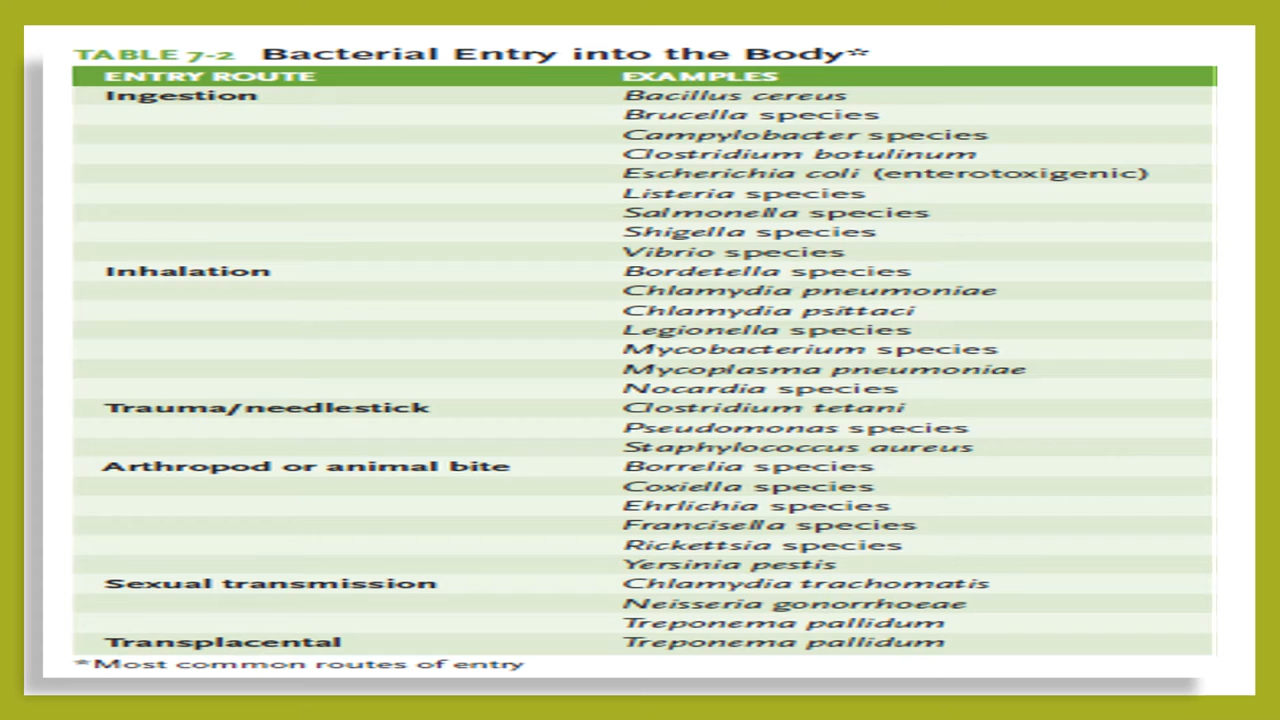 TABLE 7-2 Bacterial Entry into the Body*
ENTRY ROUTE EXAMPLES
Ingestion Bacillus cereus
Brucella species
Campylobacter species
Clostridium botulinum
Escherichia coli (enterotoxigenic)
Listeria species
Salmonella species
Shigella species
Vibrio species
Inhalation Bordetella species
Chlamydia pneumoniae
Chlamydia psittaci
Legionella species
Mycobacterium species
Mycoplasma pneumoniae
Nocardia species
Trauma/needlestick Clostridium tetani
Pseudomonas species
Staphylococcus aureus
Arthropod or animal bite Borrelia species
Coxiella species
Ehrlichia species
Francisella species
Rickettsia species
Yersinia pestis
Sexual transmission Chlamydia trachomatis
Neisseria gonorrhoeae
Treponema pallidum
Transplacental Treponema pallidum
*Most common routes of entry